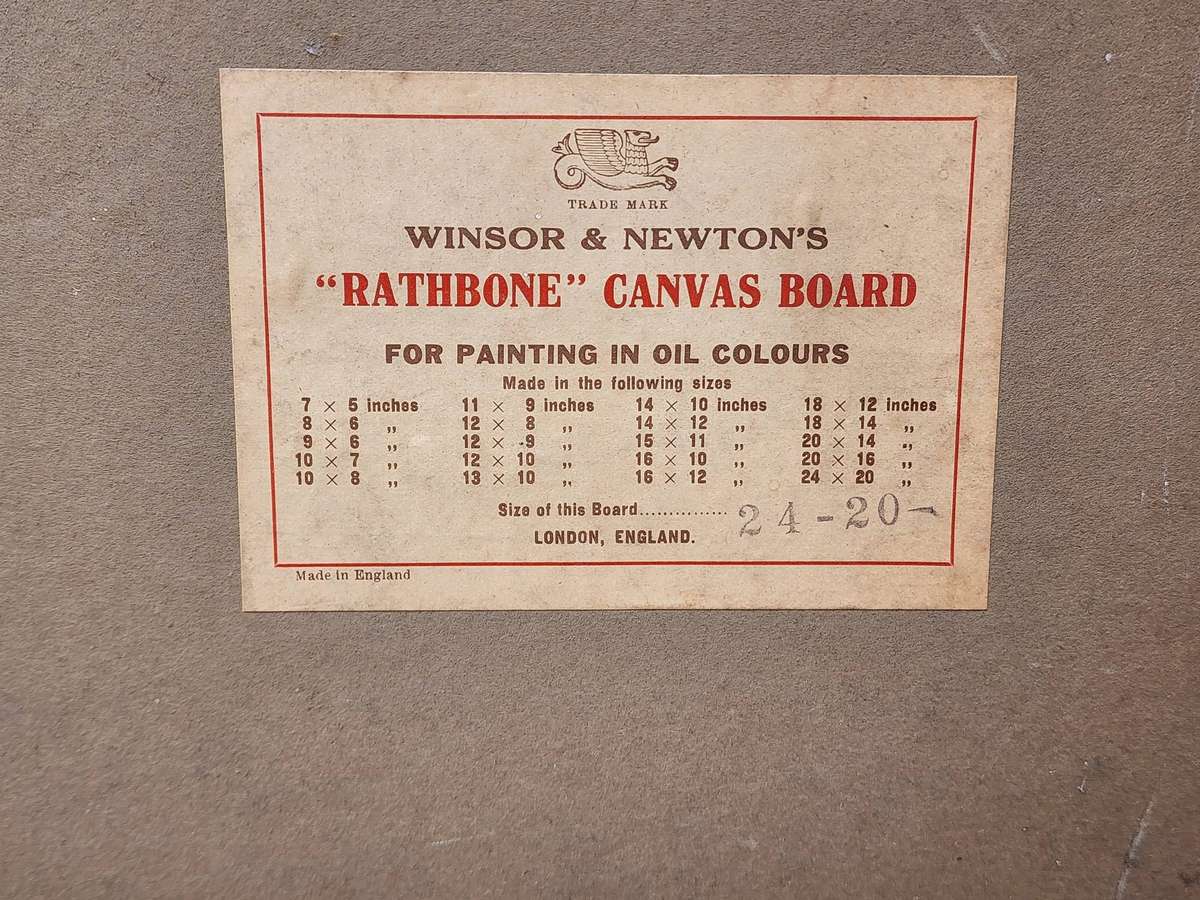 TRADE MARK
WINSOR & NEWTON'S
“RATHBONE” CANVAS BOARD
FOR PAINTING IN OIL COLOURS
Made in the following sizes
7 × 5 inches 11 × 9 inches 14 × 10 inches 18 × 12 inches
8 × 6 „ 12 × 8 „ 14 × 12 „ 18 × 14 „
9 × 6 „ 12 × 9 „ 15 × 11 „ 20 × 14 „
10 × 7 „ 12 × 10 „ 16 × 10 „ 20 × 16 „
10 × 8 „ 13 × 10 „ 16 × 12 „ 24 × 20 „
Size of this Board............... 24-20-
LONDON, ENGLAND.
Made in England